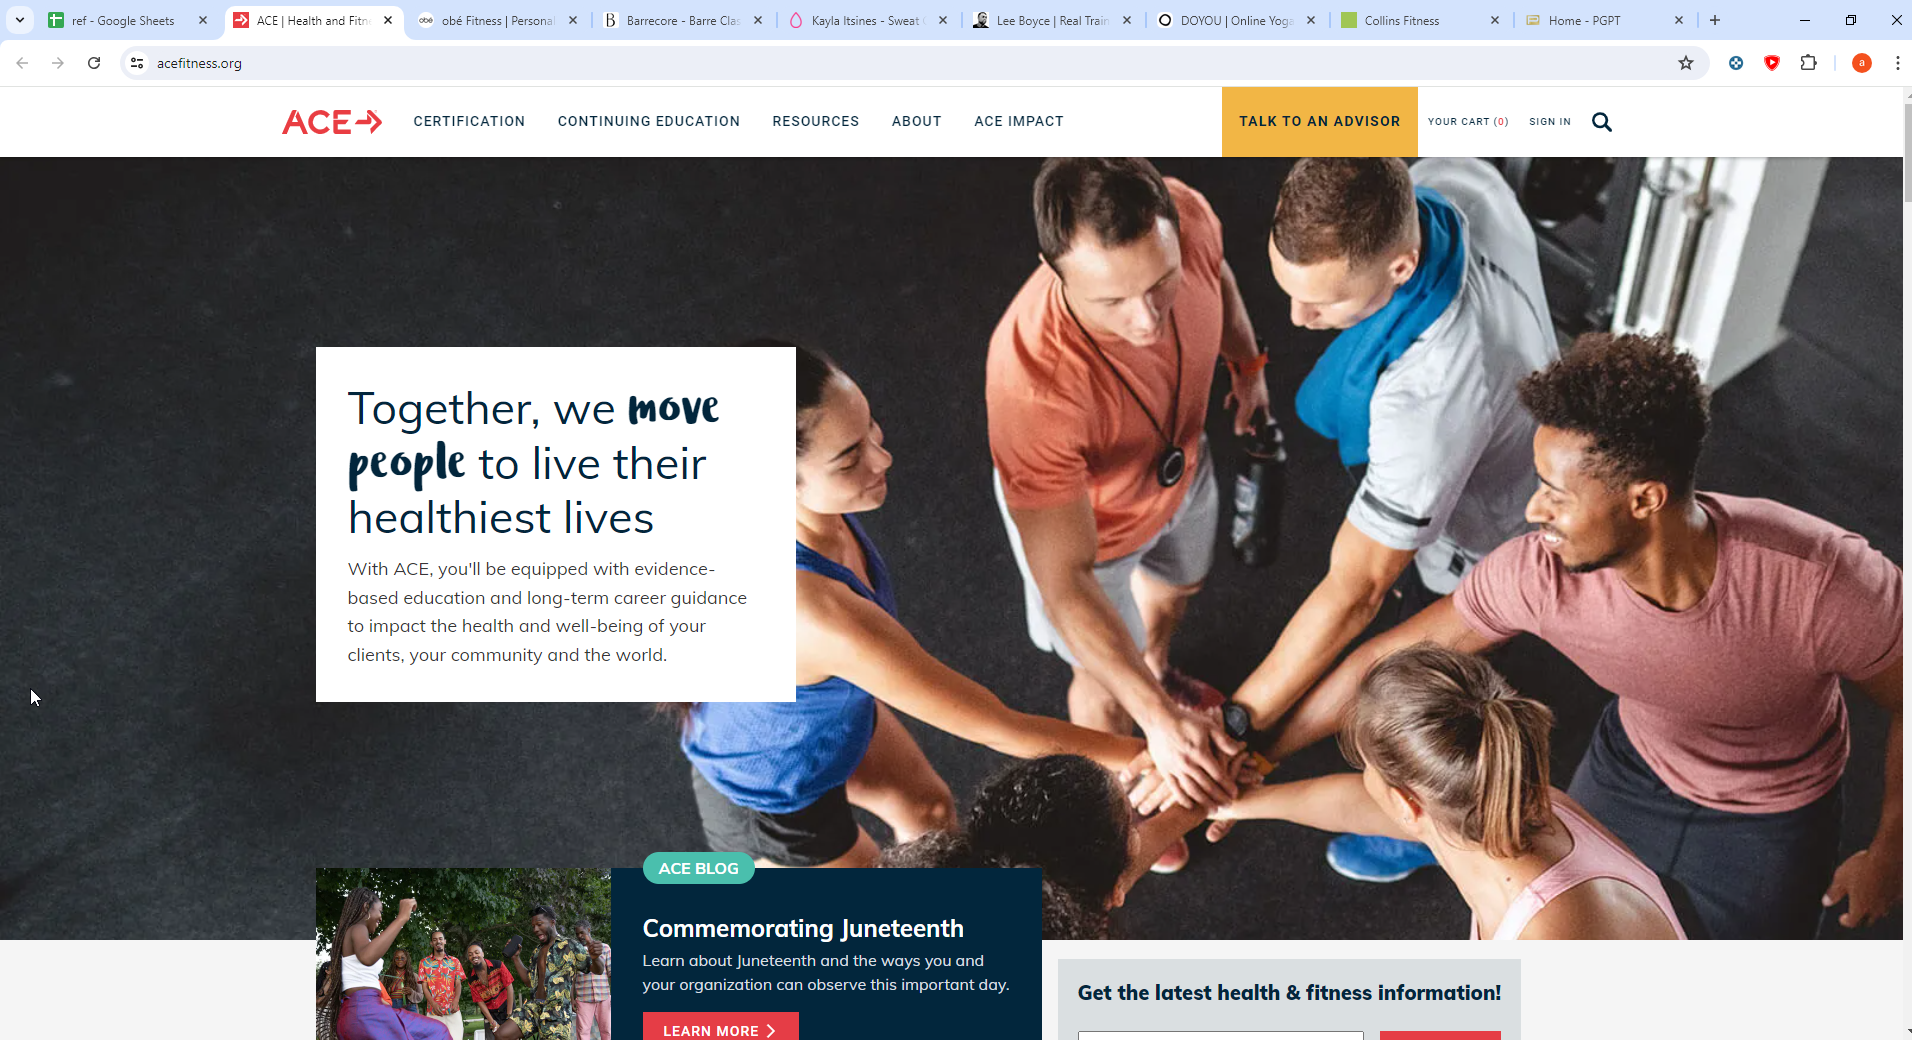 ref - Google Sheets
ACE | Health and Fitn
obé
obé Fitness | Persona
B
Barrecore - Barre Clas
Kayla Itsines - Sweat
Lee Boyce | Real Train
DOYOU | Online Yoga
Collins Fitness
Home - PGPT
acefitness.org
a
ACE
CERTIFICATION
CONTINUING EDUCATION
RESOURCES
ABOUT
ACE IMPACT
TALK TO AN ADVISOR
YOUR CART (0)
SIGN IN
Together, we move
people to live their
healthiest lives
With ACE, you'll be equipped with evidence-
based education and long-term career guidance
to impact the health and well-being of your
clients, your community and the world.
ACE BLOG
Commemorating Juneteenth
Learn about Juneteenth and the ways you and
your organization can observe this important day.
LEARN MORE
Get the latest health & fitness information!